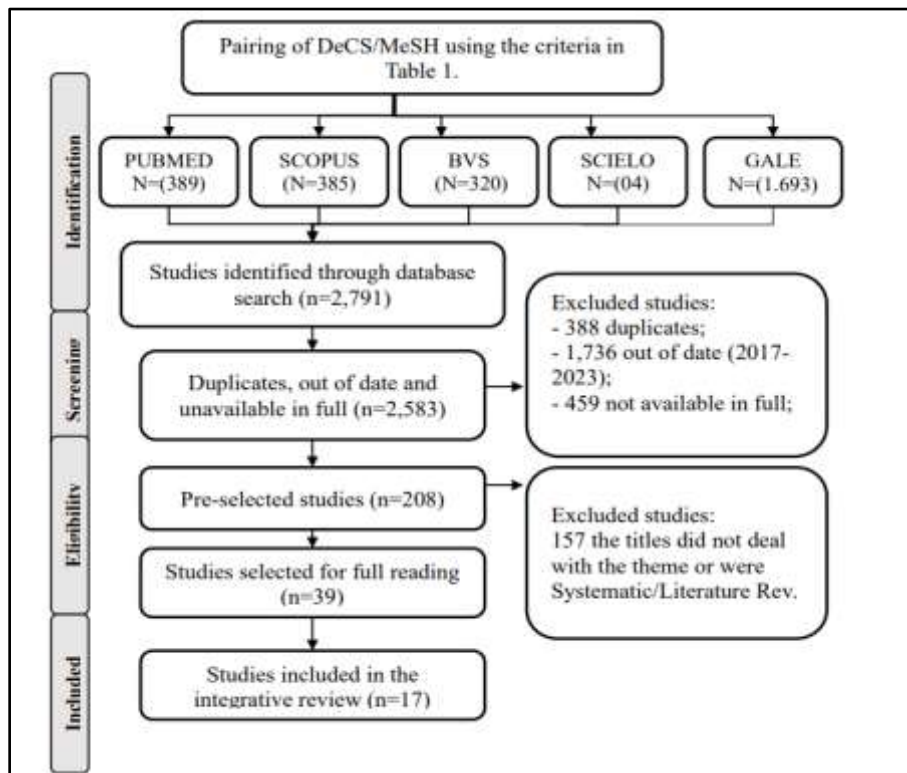 Pairing of DeCS/MeSH using the criteria in
Table 1.
Identification
PUBMED
N=(389)
SCOPUS
(N=385)
BVS
(N=320)
SCIELO
N=(04)
GALE
N=(1.693)
Studies identified through database
search (n=2,791)
Screening
Duplicates, out of date and
unavailable in full (n=2,583)
Excluded studies:
- 388 duplicates;
- 1,736 out of date (2017-
2023);
- 459 not available in full;
Eligibility
Pre-selected studies (n=208)
Studies selected for full reading
(n=39)
Excluded studies:
157 the titles did not deal
with the theme or were
Systematic/Literature Rev.
Included
Studies included in the
integrative review (n=17)